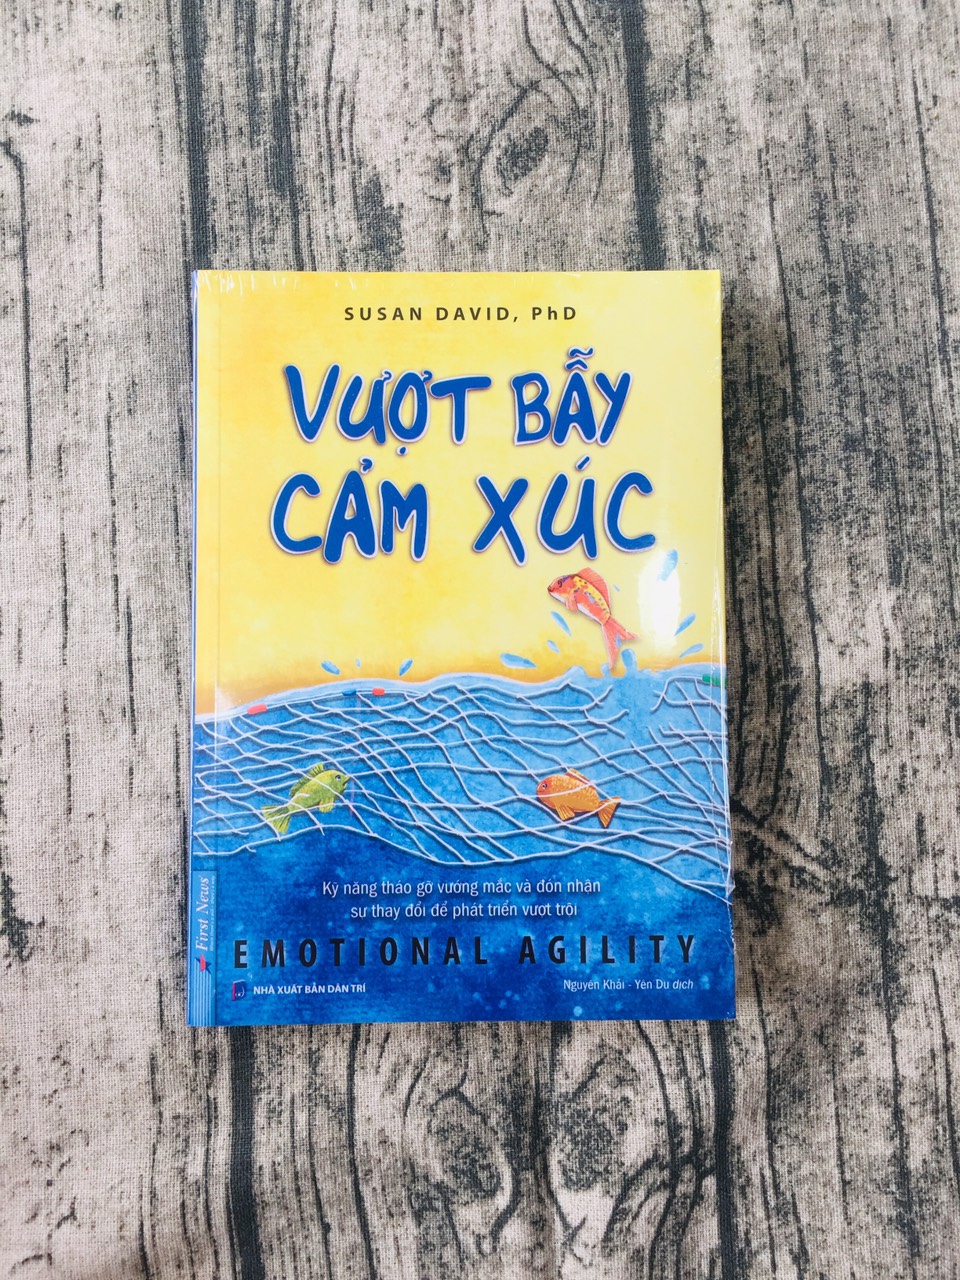 SUSAN DAVID, PhD
VƯỢT BẪY
CẢM XÚC
Kỹ năng tháo gỡ vướng mắc và đón nhận
sự thay đổi để phát triển vượt trội
EMOTIONAL AGILITY
Nguyễn Khải - Yên Du dịch
First News
NHÀ XUẤT BẢN DÂN TRÍ